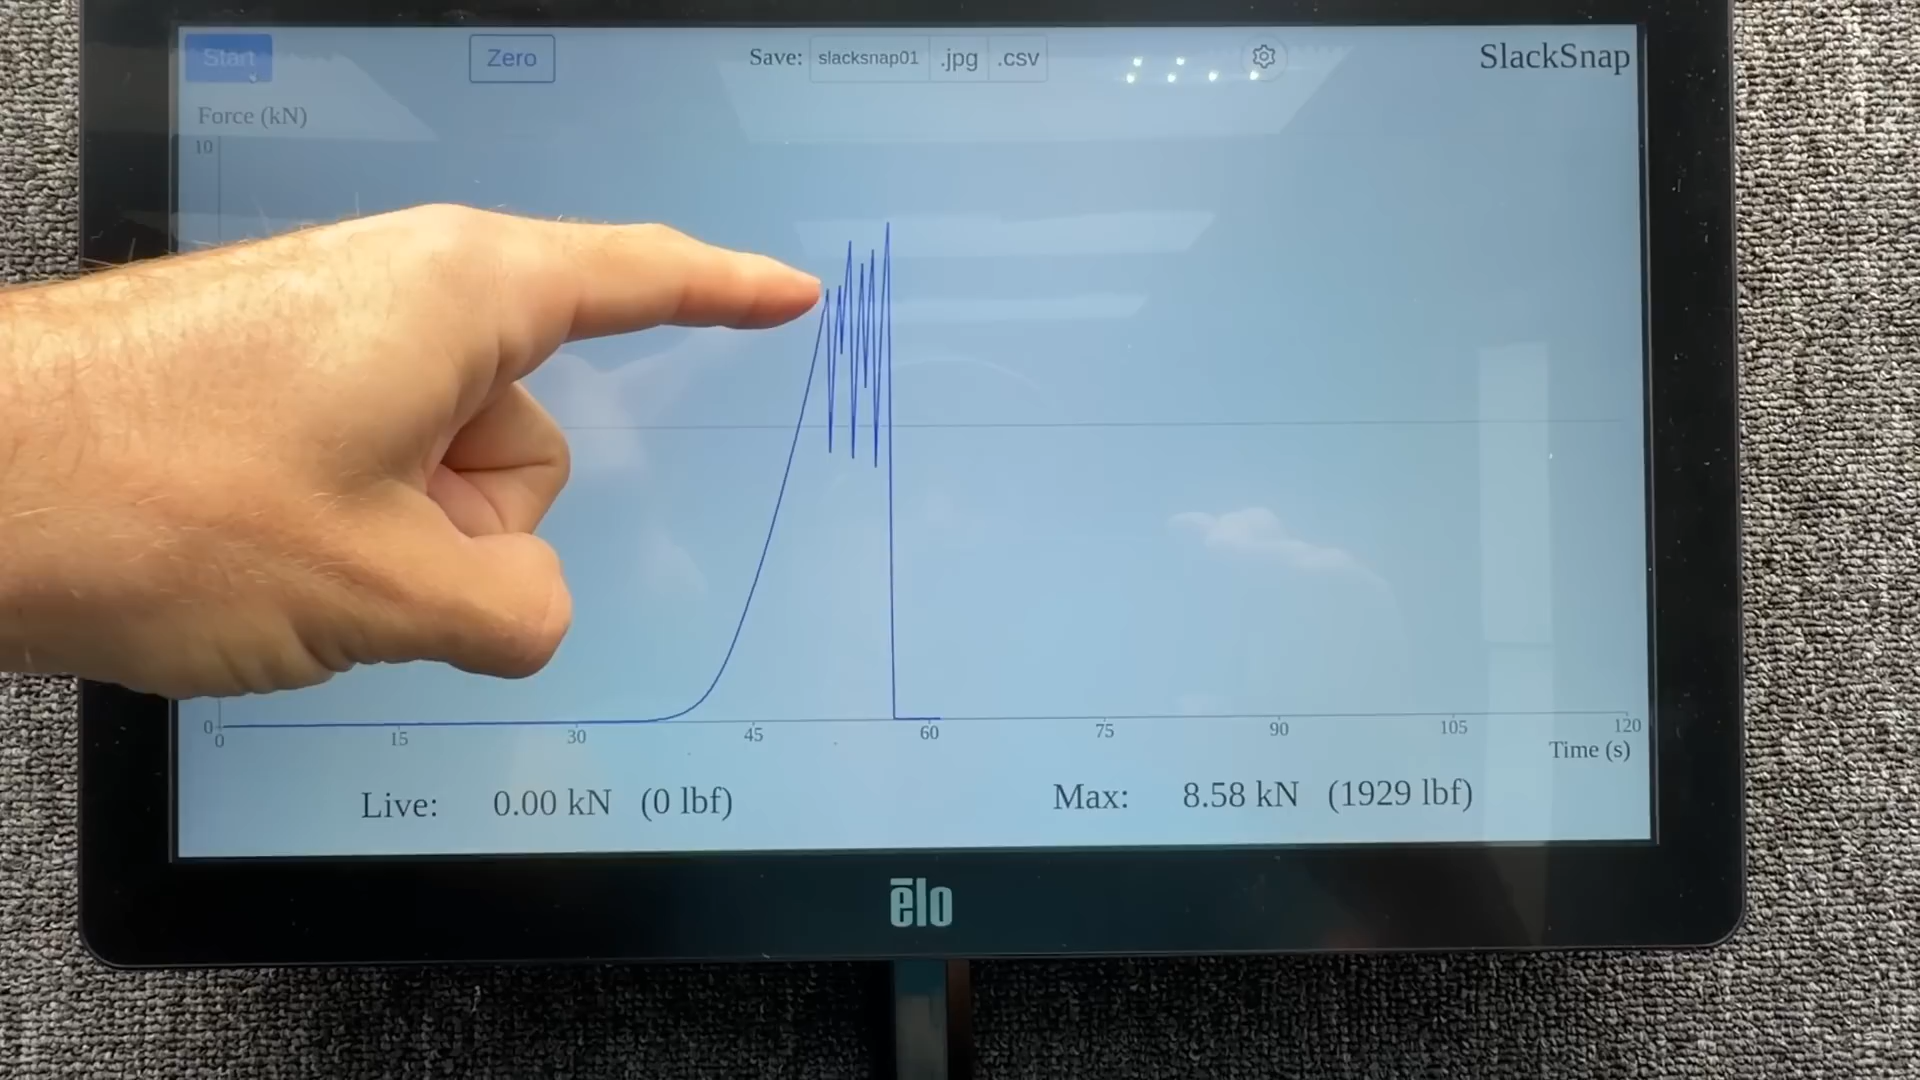 Start Zero Save: slacksnap01 .jpg .csv SlackSnap
Force (kN)
10
0
0 15 30 45 60 75 90 105 120
Time (s)
Live: 0.00 kN (0 lbf) Max: 8.58 kN (1929 lbf)
ēlo